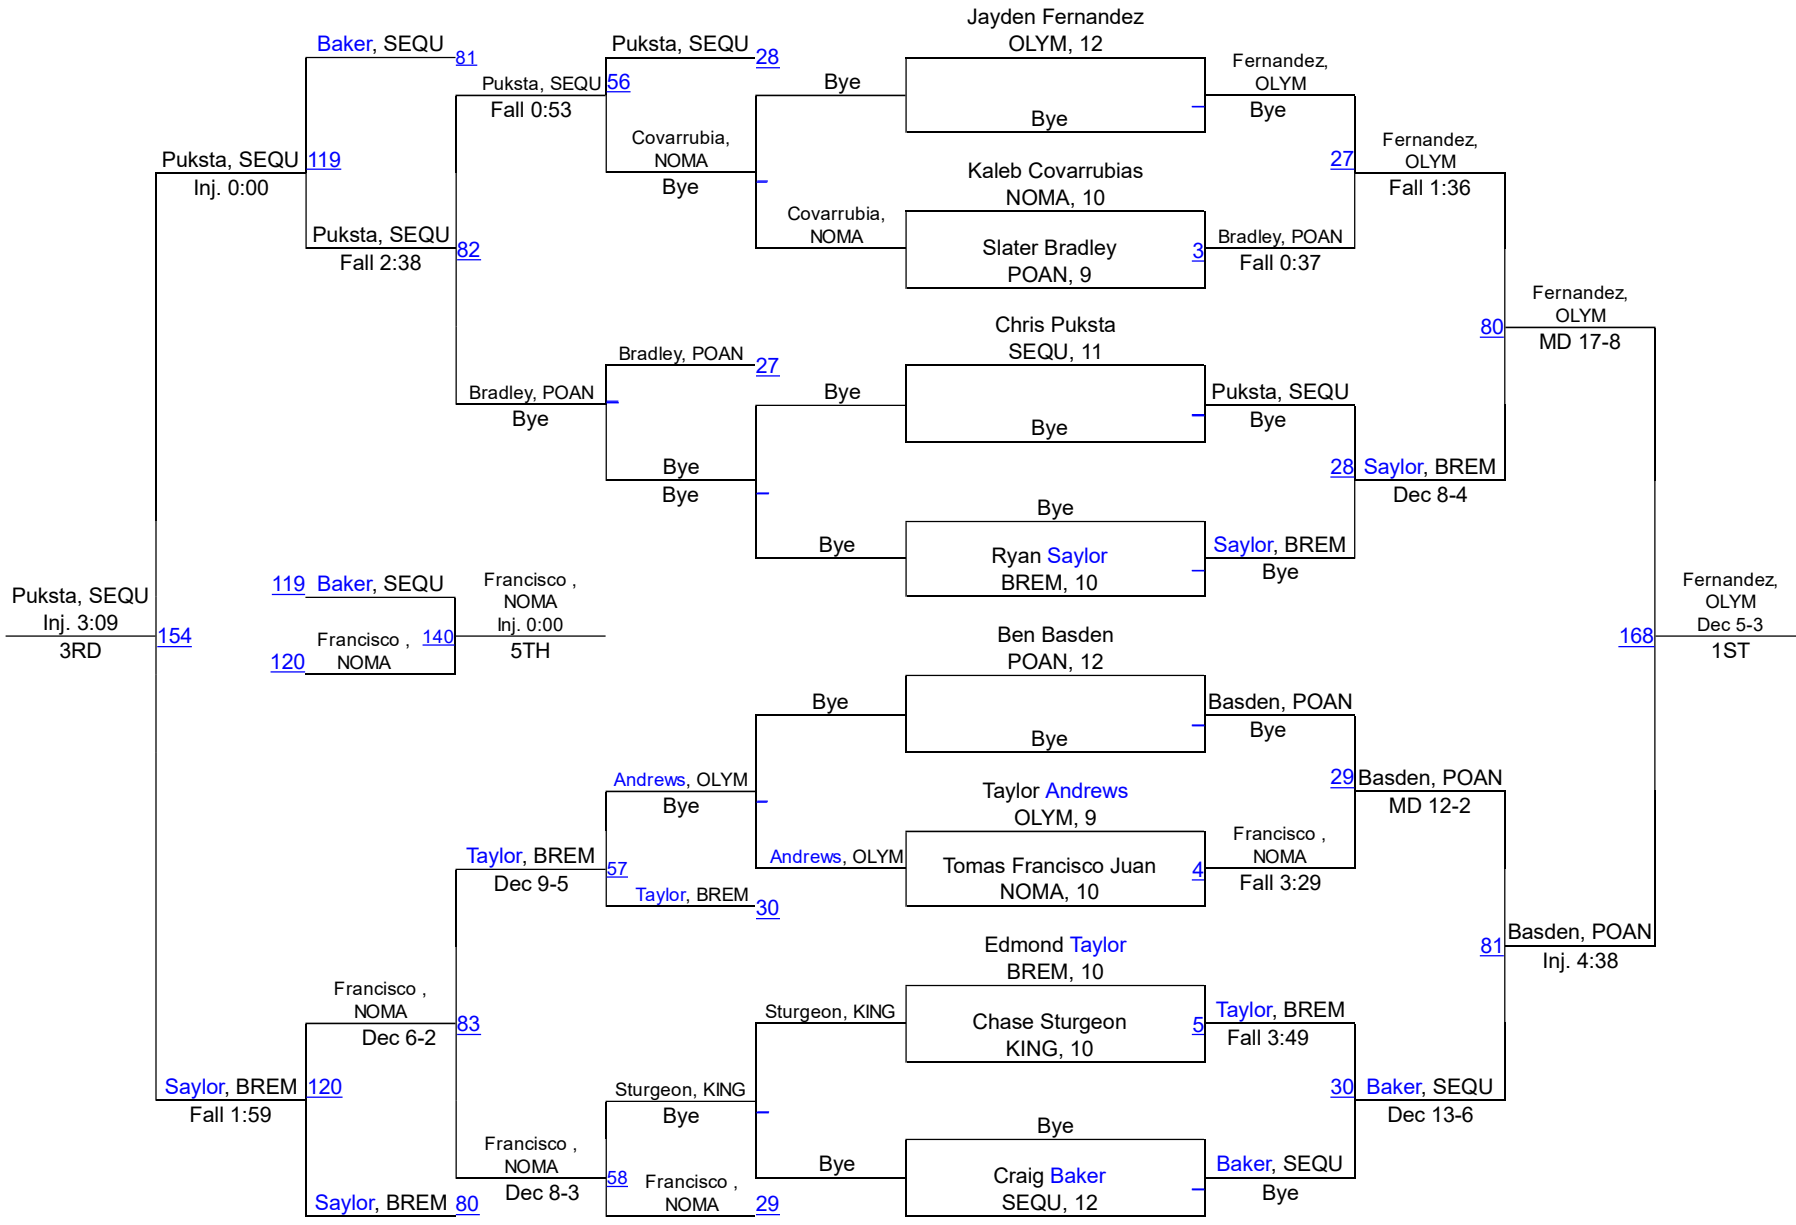 Jayden Fernandez
OLYM, 12
Bye
Kaleb Covarrubias
NOMA, 10
Slater Bradley
POAN, 9
Chris Puksta
SEQU, 11
Bye
Bye
Ryan Saylor
BREM, 10
Ben Basden
POAN, 12
Bye
Taylor Andrews
OLYM, 9
Tomas Francisco Juan
NOMA, 10
Edmond Taylor
BREM, 10
Chase Sturgeon
KING, 10
Bye
Craig Baker
SEQU, 12
Fernandez,
OLYM
Bye
3
Bradley, POAN
Fall 0:37
Puksta, SEQU
Bye
Saylor, BREM
Bye
Basden, POAN
Bye
4
Francisco ,
NOMA
Fall 3:29
5
Taylor, BREM
Fall 3:49
Baker, SEQU
Bye
27
Fernandez,
OLYM
Fall 1:36
28
Saylor, BREM
Dec 8-4
29
Basden, POAN
MD 12-2
30
Baker, SEQU
Dec 13-6
80
Fernandez,
OLYM
MD 17-8
81
Basden, POAN
Inj. 4:38
168
Fernandez,
OLYM
Dec 5-3
1ST
Bye
Covarrubia,
NOMA
Bye
Bye
Bye
Andrews, OLYM
Sturgeon, KING
Bye
Puksta, SEQU
28
Covarrubia,
NOMA
Bye
Bradley, POAN
27
Bye
Bye
Andrews, OLYM
Bye
Taylor, BREM
30
Sturgeon, KING
Bye
Francisco ,
NOMA
29
Puksta, SEQU
56
Fall 0:53
Bradley, POAN
Bye
Taylor, BREM
57
Dec 9-5
Francisco ,
NOMA
58
Dec 8-3
Baker, SEQU
81
Puksta, SEQU
82
Fall 2:38
Francisco ,
NOMA
83
Dec 6-2
Saylor, BREM
80
Puksta, SEQU
119
Inj. 0:00
Saylor, BREM
120
Fall 1:59
Puksta, SEQU
Inj. 3:09
154
3RD
119
Baker, SEQU
120
Francisco ,
NOMA
140
Francisco ,
NOMA
Inj. 0:00
5TH